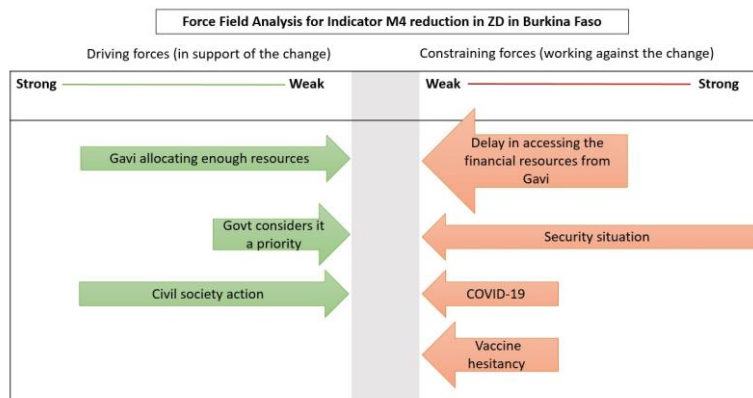 Force Field Analysis for Indicator M4 reduction in ZD in Burkina Faso
Driving forces (in support of the change)
Constraining forces (working against the change)
Strong
Weak
Weak
Strong
Gavi allocating enough resources
Delay in accessing the
financial resources from
Gavi
Govt considers it
a priority
Security situation
Civil society action
COVID-19
Vaccine
hesitancy